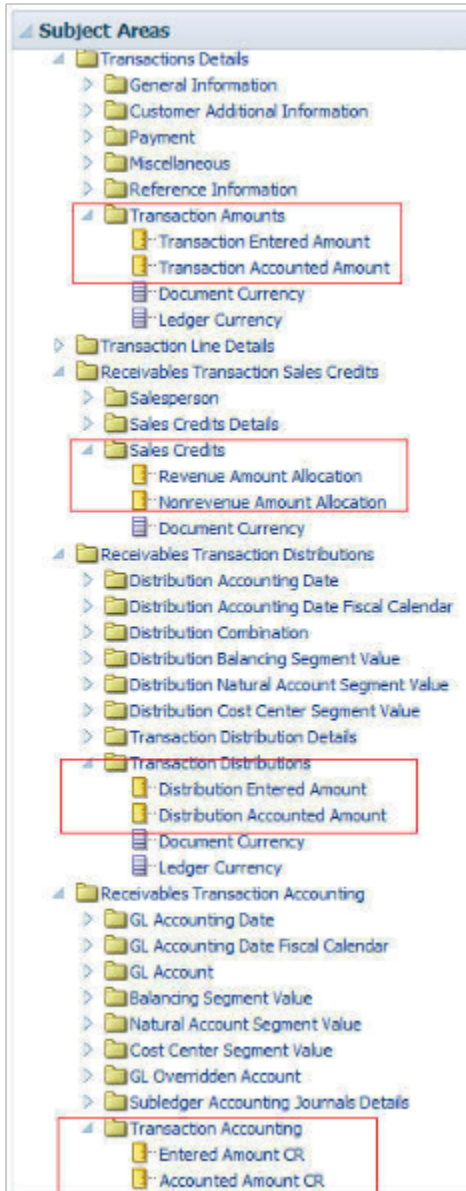 Subject Areas
Transactions Details
General Information
Customer Additional Information
Payment
Miscellaneous
Reference Information
Transaction Amounts
Transaction Entered Amount
Transaction Accounted Amount
Document Currency
Ledger Currency
Transaction Line Details
Receivables Transaction Sales Credits
Salesperson
Sales Credits Details
Sales Credits
Revenue Amount Allocation
Nonrevenue Amount Allocation
Document Currency
Receivables Transaction Distributions
Distribution Accounting Date
Distribution Accounting Date Fiscal Calendar
Distribution Combination
Distribution Balancing Segment Value
Distribution Natural Account Segment Value
Distribution Cost Center Segment Value
Transaction Distribution Details
Transaction Distributions
Distribution Entered Amount
Distribution Accounted Amount
Document Currency
Ledger Currency
Receivables Transaction Accounting
GL Accounting Date
GL Accounting Date Fiscal Calendar
GL Account
Balancing Segment Value
Natural Account Segment Value
Cost Center Segment Value
GL Overridden Account
Subledger Accounting Journals Details
Transaction Accounting
Entered Amount CR
Accounted Amount CR